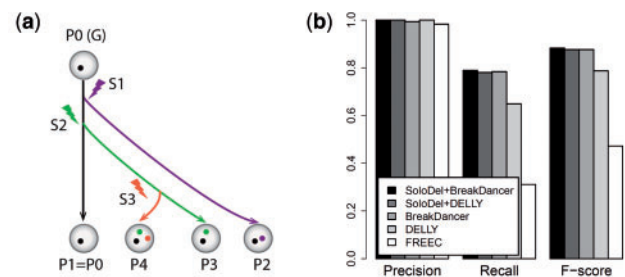 (a)
P0 (G)
S1
S2
S3
P1=P0
P4
P3
P2
(b)
1.0
0.8
0.6
0.4
0.2
0.0
SoloDel+BreakDancer
SoloDel+DELLY
BreakDancer
DELLY
FREEC
Precision
Recall
F-score